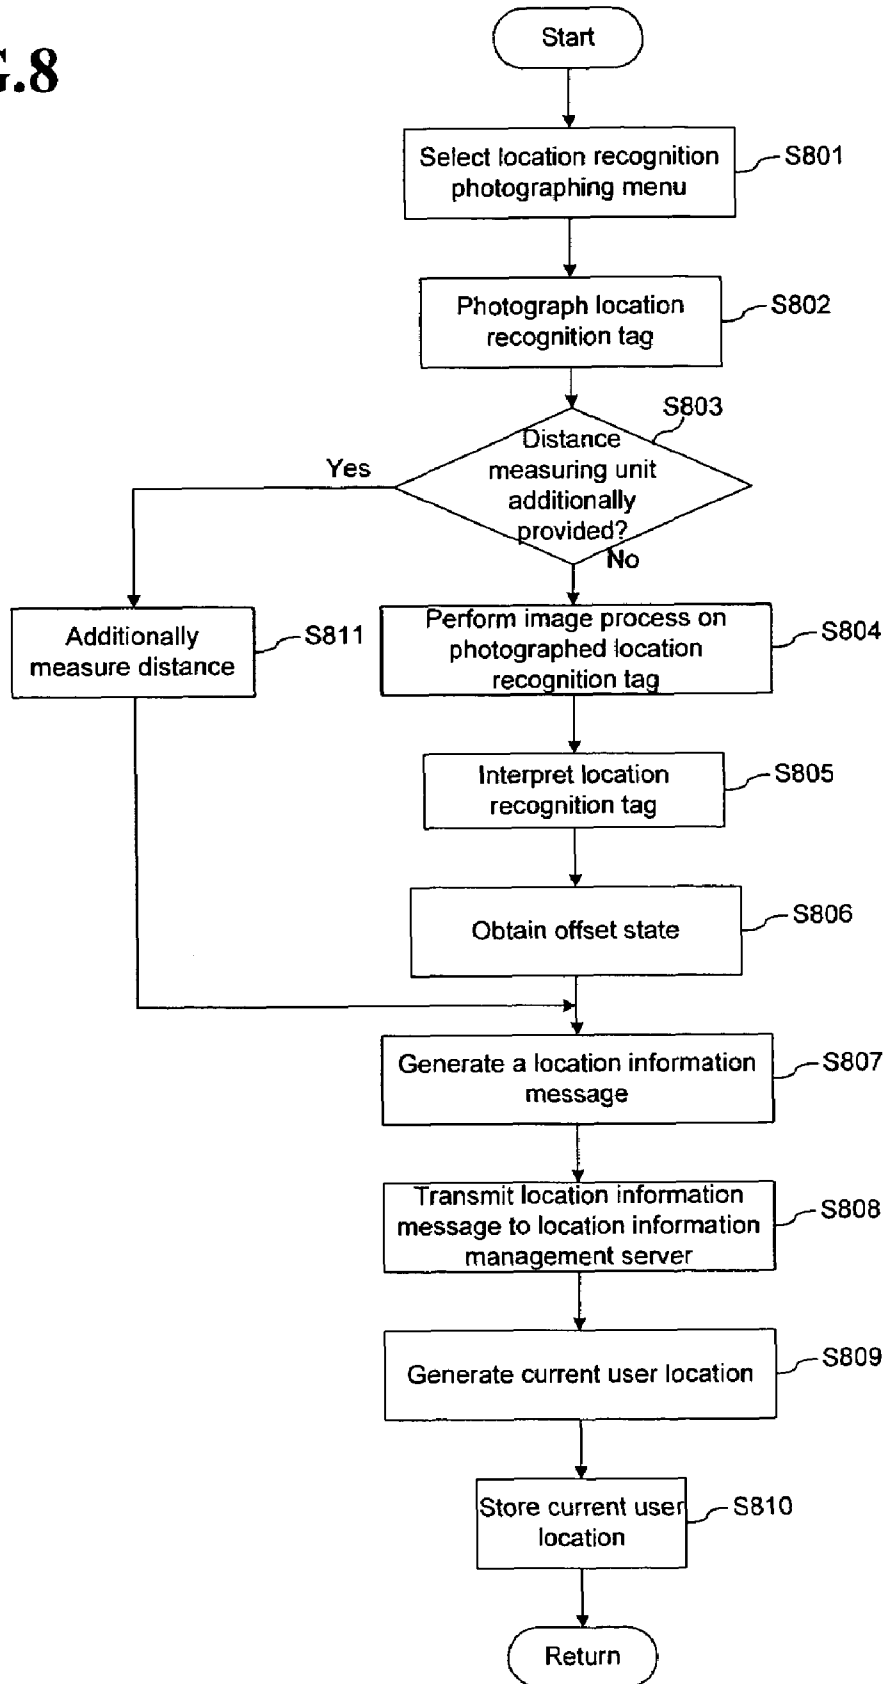 G.8
Start
Select location recognition
photographing menu
S801
Photograph location
recognition tag
S802
S803
Distance
measuring unit
additionally
provided?
Yes
No
Additionally
measure distance
S811
Perform image process on
photographed location
recognition tag
S804
Interpret location
recognition tag
S805
Obtain offset state
S806
Generate a location information
message
S807
Transmit location information
message to location information
management server
S808
Generate current user location
S809
Store current user
location
S810
Return